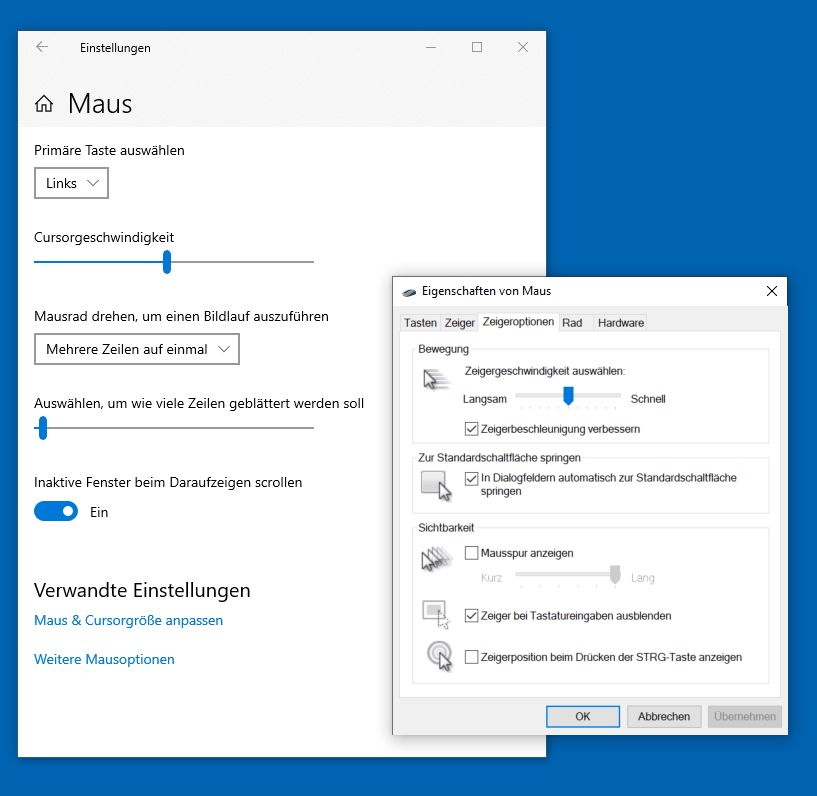 Einstellungen
Maus
Primäre Taste auswählen
Links
Cursorgeschwindigkeit
Mausrad drehen, um einen Bildlauf auszuführen
Mehrere Zeilen auf einmal
Auswählen, um wie viele Zeilen geblättert werden soll
Inaktive Fenster beim Daraufzeigen scrollen
Ein
Verwandte Einstellungen
Maus & Cursorgröße anpassen
Weitere Mausoptionen
Eigenschaften von Maus
Tasten Zeiger Zeigeroptionen Rad Hardware
Bewegung
Zeigergeschwindigkeit auswählen:
Langsam Schnell
Zeigerbeschleunigung verbessern
Zur Standardschaltfläche springen
In Dialogfeldern automatisch zur Standardschaltfläche
springen
Sichtbarkeit
Mausspur anzeigen
Kurz Lang
Zeiger bei Tastatureingaben ausblenden
Zeigerposition beim Drücken der STRG-Taste anzeigen
OK Abbrechen Übernehmen